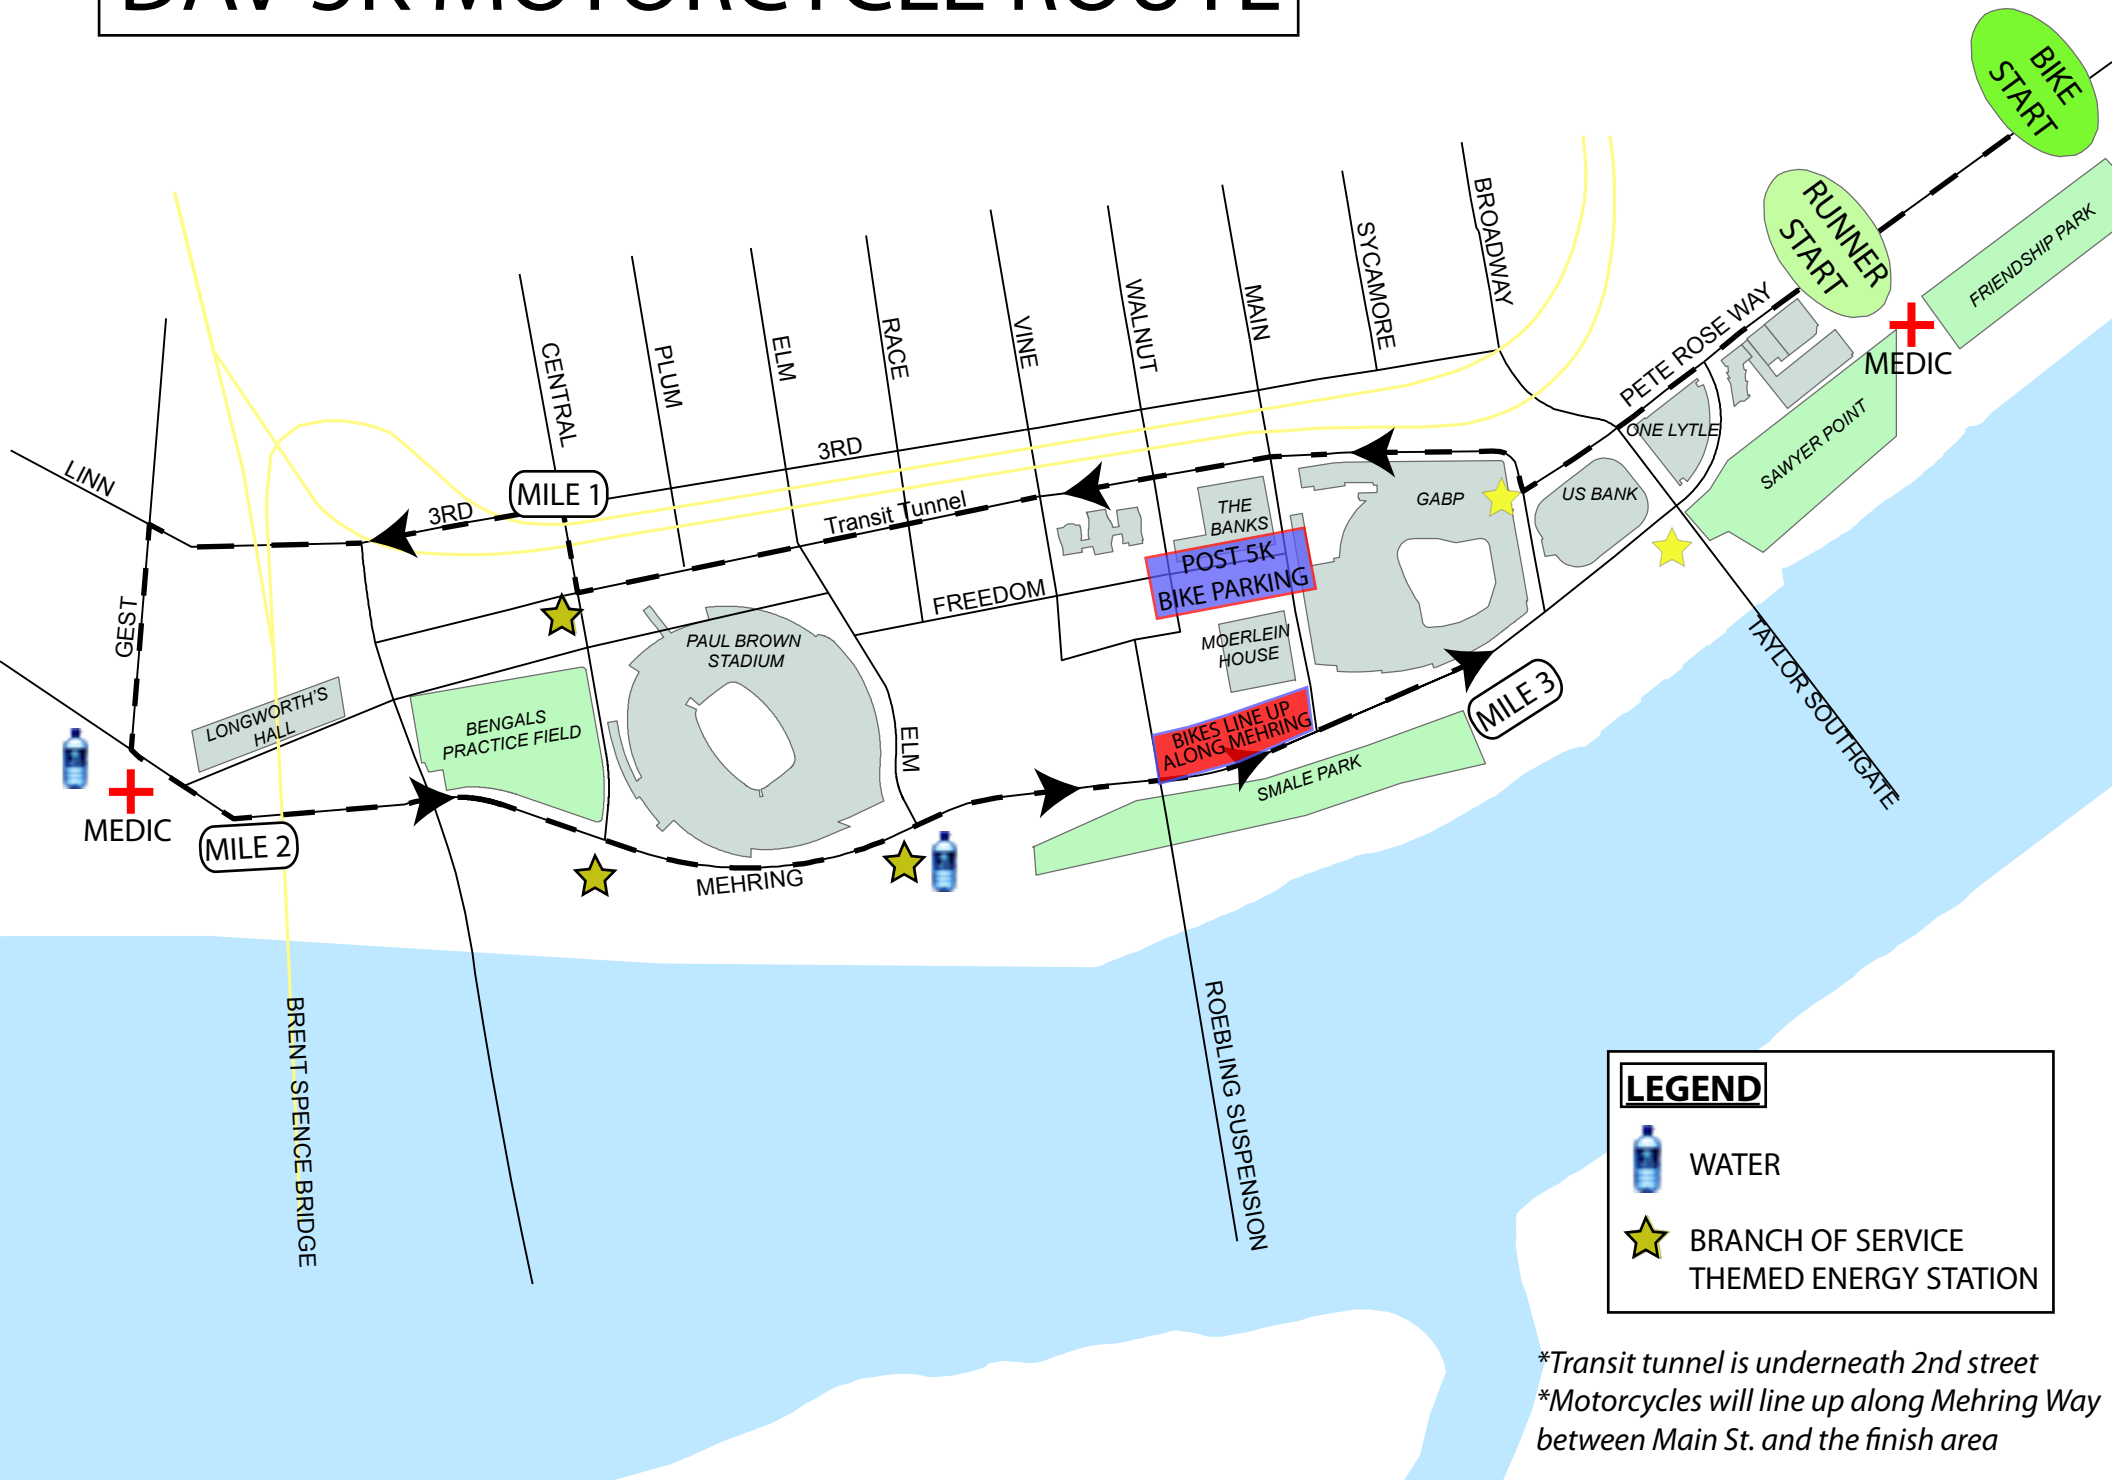 DAV 5K MOTORCYCLE ROUTE
BIKE
START
RUNNER
START
FRIENDSHIP PARK
MEDIC
PETE ROSE WAY
BROADWAY
SYCAMORE
MAIN
WALNUT
VINE
RACE
ELM
PLUM
CENTRAL
ONE LYTLE
SAWYER POINT
US BANK
GABP
3RD
LINN
MILE 1
3RD
Transit Tunnel
THE
BANKS
POST 5K
BIKE PARKING
FREEDOM
GEST
PAUL BROWN
STADIUM
MOERLEIN
HOUSE
TAYLOR SOUTHGATE
LONGWORTH'S
HALL
BENGALS
PRACTICE FIELD
ELM
BIKES LINE UP
ALONG MEHRING
MILE 3
SMALE PARK
MEDIC
MILE 2
MEHRING
BRENT SPENCE BRIDGE
ROEBLING SUSPENSION
LEGEND
WATER
BRANCH OF SERVICE
THEMED ENERGY STATION
*Transit tunnel is underneath 2nd street
*Motorcycles will line up along Mehring Way
between Main St. and the finish area